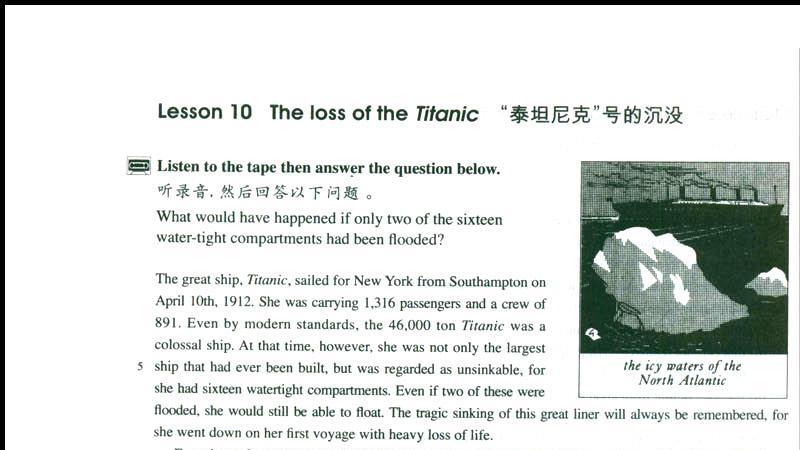 Lesson 10 The loss of the Titanic “泰坦尼克”号的沉没
Listen to the tape then answer the question below.
听录音，然后回答以下问题。
What would have happened if only two of the sixteen
water-tight compartments had been flooded?
The great ship, Titanic, sailed for New York from Southampton on
April 10th, 1912. She was carrying 1,316 passengers and a crew of
891. Even by modern standards, the 46,000 ton Titanic was a
colossal ship. At that time, however, she was not only the largest
5 ship that had ever been built, but was regarded as unsinkable, for
she had sixteen watertight compartments. Even if two of these were
flooded, she would still be able to float. The tragic sinking of this great liner will always be remembered, for
she went down on her first voyage with heavy loss of life.
the icy waters of the
North Atlantic